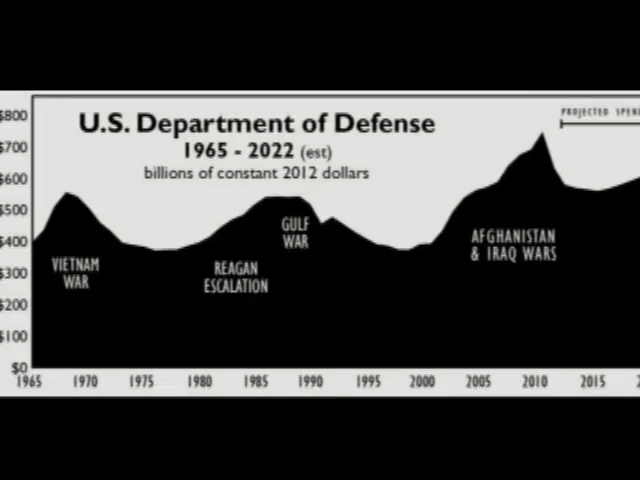 U.S. Department of Defense
1965 - 2022 (est)
billions of constant 2012 dollars
PROJECTED
$800
$700
$600
$500
$400
$300
$200
$100
$0
VIETNAM
WAR
REAGAN
ESCALATION
GULF
WAR
AFGHANISTAN
& IRAQ WARS
1965 1970 1975 1980 1985 1990 1995 2000 2005 2010 2015